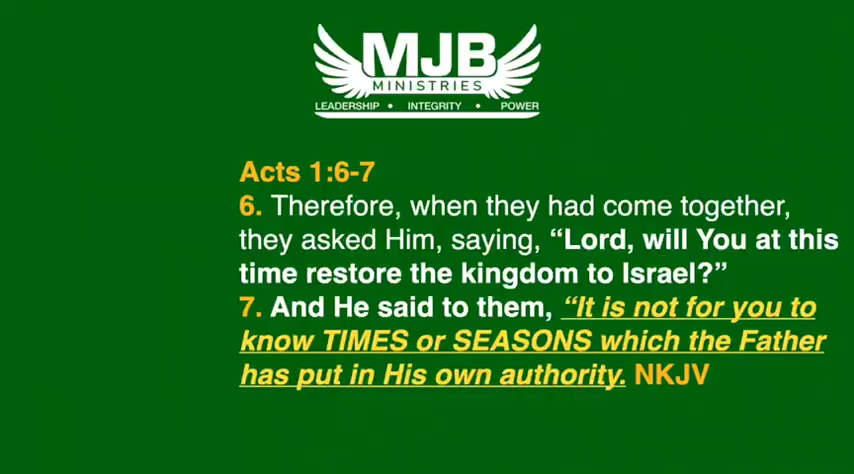 MJB
MINISTRIES
LEADERSHIP • INTEGRITY • POWER
Acts 1:6-7
6. Therefore, when they had come together,
they asked Him, saying, “Lord, will You at this
time restore the kingdom to Israel?”
7. And He said to them, “It is not for you to
know TIMES or SEASONS which the Father
has put in His own authority. NKJV